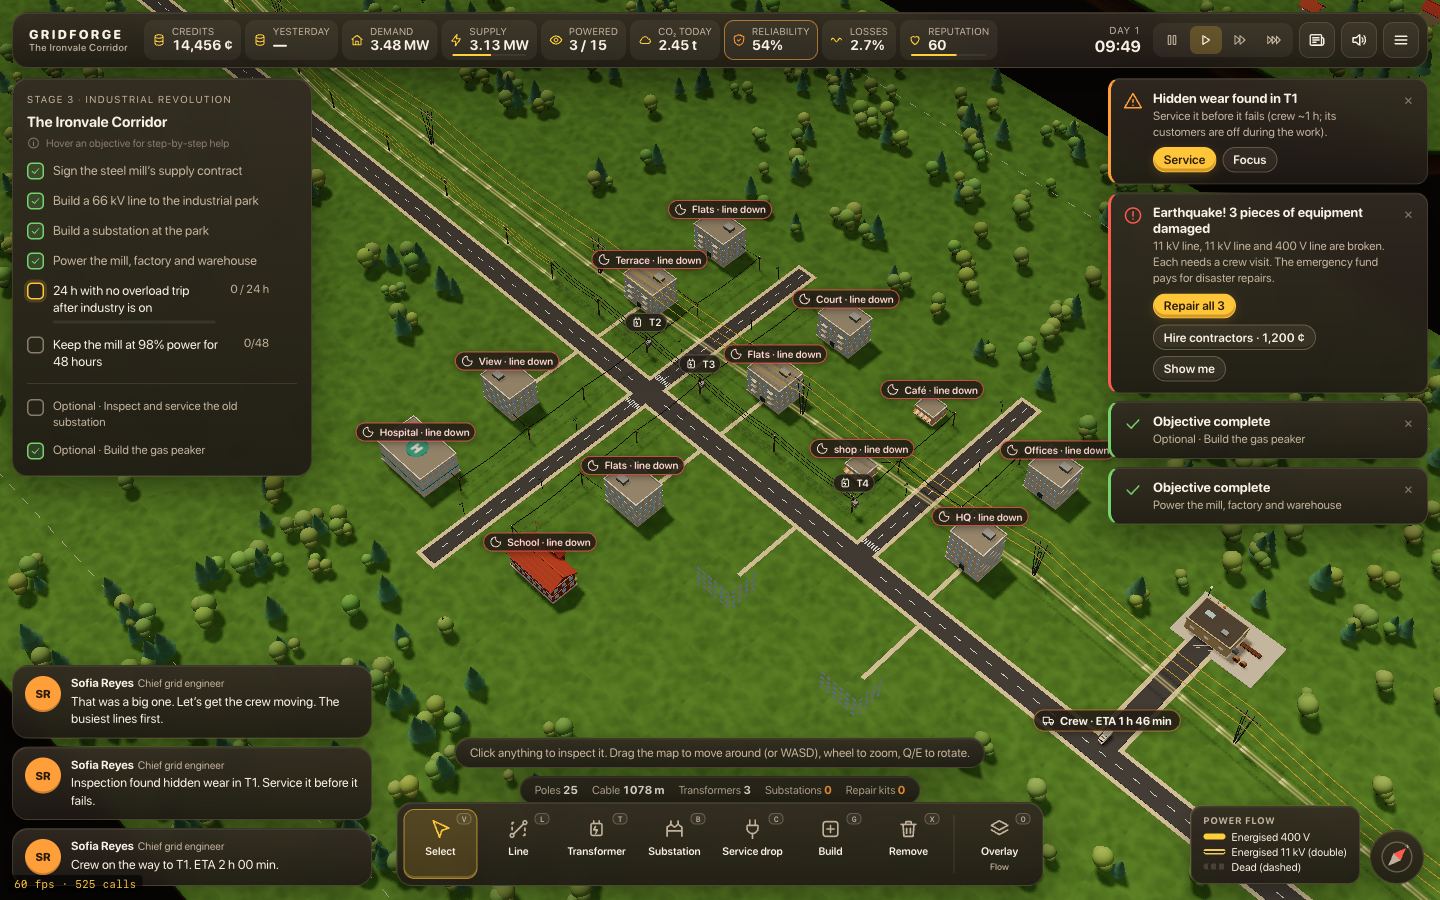 GRIDFORGE
The Ironvale Corridor
CREDITS
14,456 ¢
YESTERDAY
—
DEMAND
3.48 MW
SUPPLY
3.13 MW
POWERED
3 / 15
CO₂ TODAY
2.45 t
RELIABILITY
54%
LOSSES
2.7%
REPUTATION
60
DAY 1
09:49
STAGE 3 · INDUSTRIAL REVOLUTION
The Ironvale Corridor
Hover an objective for step-by-step help
Sign the steel mill's supply contract
Build a 66 kV line to the industrial park
Build a substation at the park
Power the mill, factory and warehouse
24 h with no overload trip 0 / 24 h
after industry is on
Keep the mill at 98% power for 0/48
48 hours
Optional · Inspect and service the old
substation
Optional · Build the gas peaker
Hidden wear found in T1 ×
Service it before it fails (crew ~1 h; its
customers are off during the work).
Service Focus
Earthquake! 3 pieces of equipment ×
damaged
11 kV line, 11 kV line and 400 V line are broken.
Each needs a crew visit. The emergency fund
pays for disaster repairs.
Repair all 3
Hire contractors · 1,200 ¢
Show me
Objective complete ×
Optional · Build the gas peaker
Objective complete ×
Power the mill, factory and warehouse
Flats · line down
Terrace · line down
Court · line down
T2
Flats · line down
View · line down
T3
Café · line down
Hospital · line down
H
shop · line down
Offices · line down
Flats · line down
T4
HQ · line down
School · line down
Crew · ETA 1 h 46 min
SR
Sofia Reyes Chief grid engineer
That was a big one. Let's get the crew moving. The
busiest lines first.
SR
Sofia Reyes Chief grid engineer
Inspection found hidden wear in T1. Service it before it
fails.
SR
Sofia Reyes Chief grid engineer
Crew on the way to T1. ETA 2 h 00 min.
60 fps · 525 calls
Click anything to inspect it. Drag the map to move around (or WASD), wheel to zoom, Q/E to rotate.
Poles 25 Cable 1078 m Transformers 3 Substations 0 Repair kits 0
V
Select
L
Line
T
Transformer
B
Substation
C
Service drop
G
Build
X
Remove
O
Overlay
Flow
POWER FLOW
Energised 400 V
Energised 11 kV (double)
Dead (dashed)